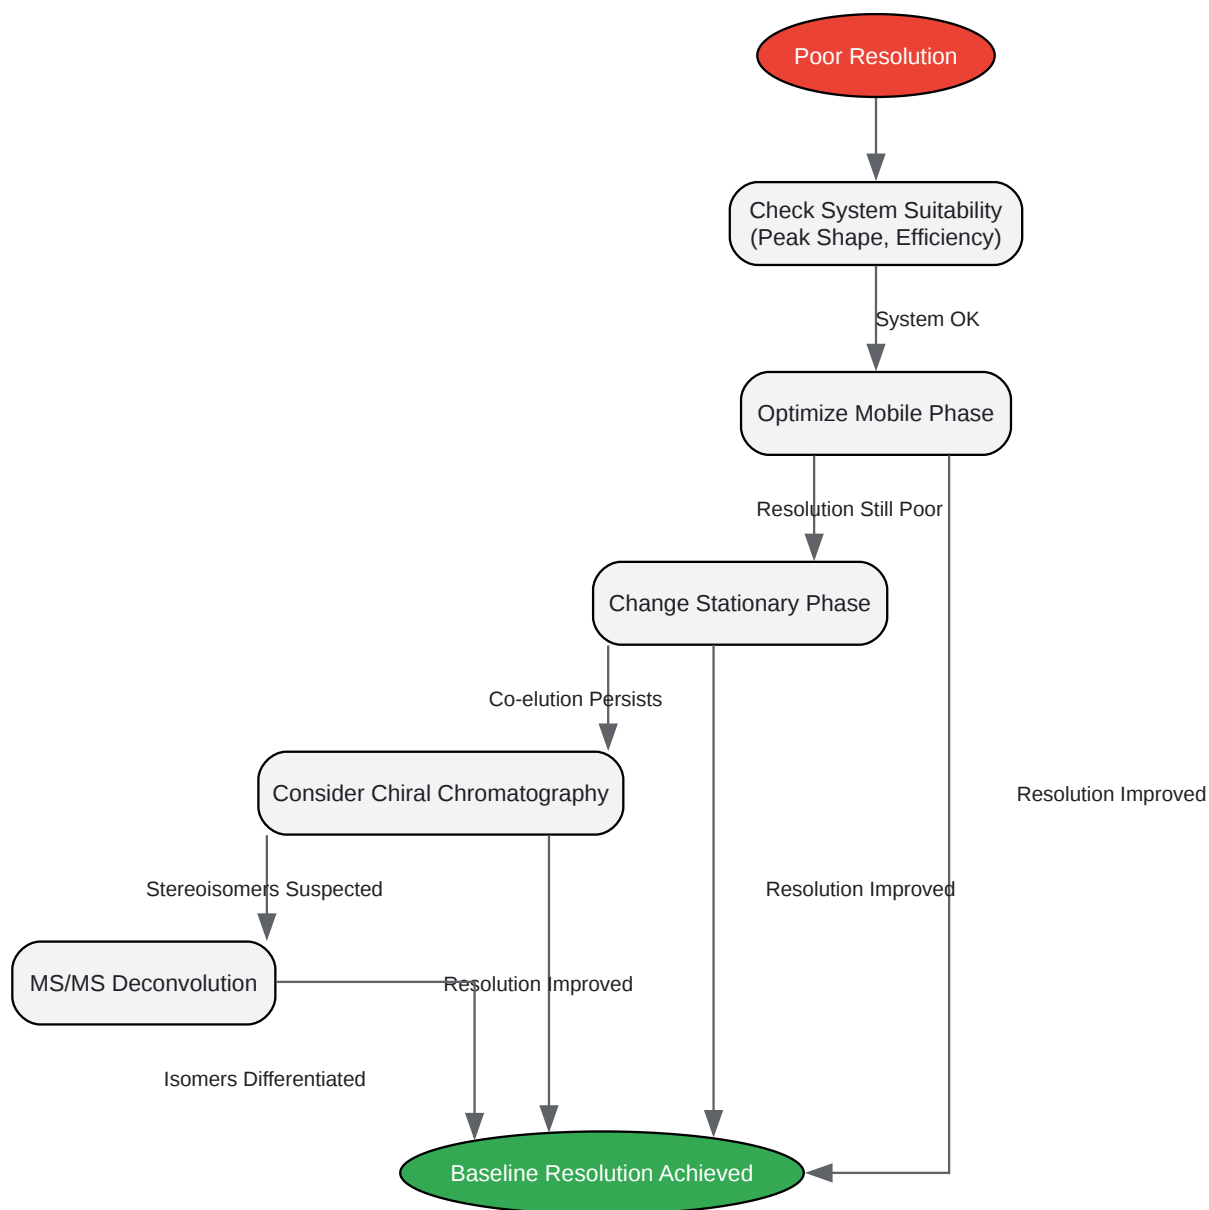 Poor Resolution
Check System Suitability
(Peak Shape, Efficiency)
System OK
Optimize Mobile Phase
Resolution Still Poor
Change Stationary Phase
Co-elution Persists
Consider Chiral Chromatography
Resolution Improved
Stereoisomers Suspected
Resolution Improved
MS/MS Deconvolution
Resolution Improved
Isomers Differentiated
Baseline Resolution Achieved